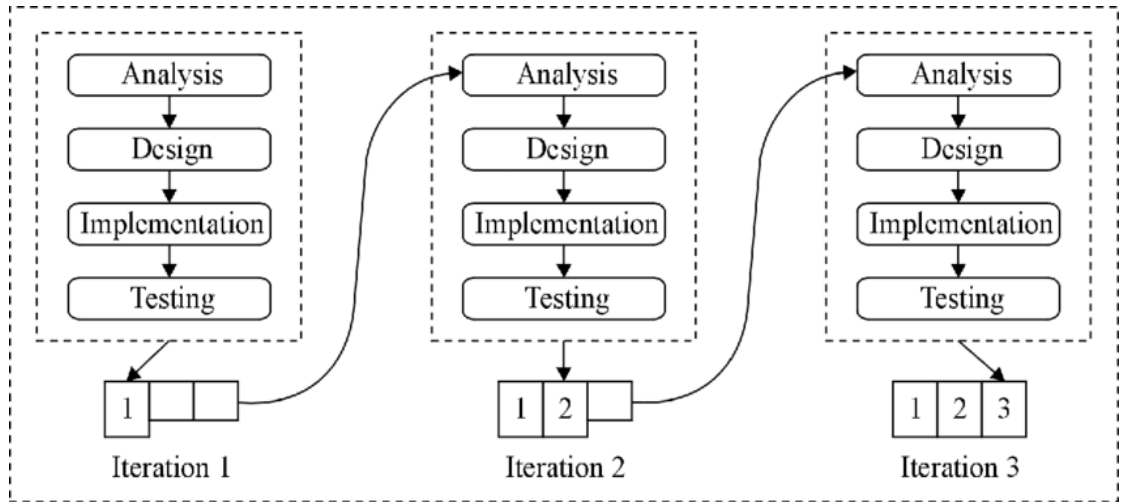 Analysis
Design
Implementation
Testing
1
Iteration 1
Analysis
Design
Implementation
Testing
1 2
Iteration 2
Analysis
Design
Implementation
Testing
1 2 3
Iteration 3